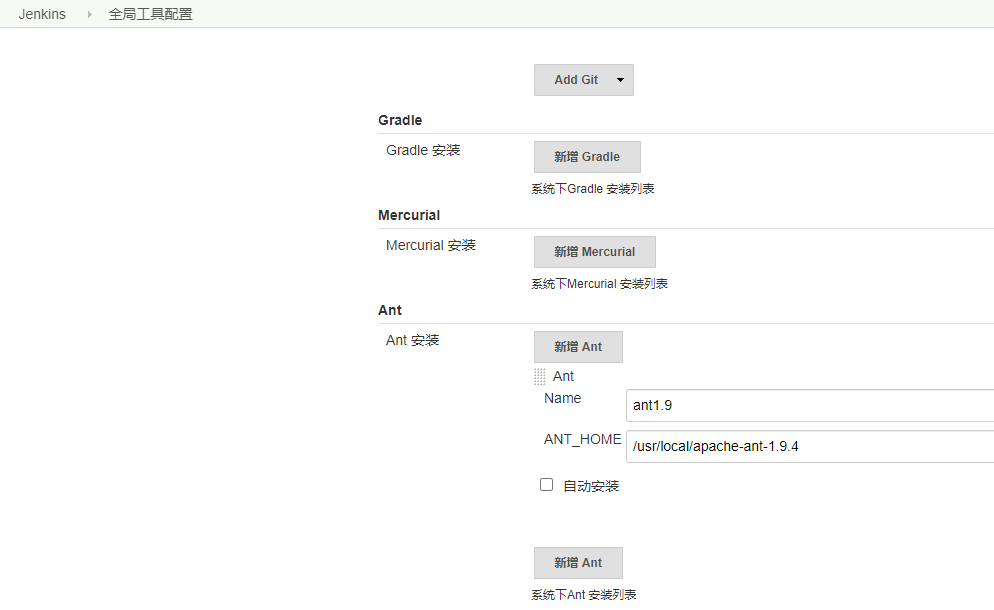 Jenkins 全局工具配置
Add Git
Gradle
Gradle 安装
新增 Gradle
系统下Gradle 安装列表
Mercurial
Mercurial 安装
新增 Mercurial
系统下Mercurial 安装列表
Ant
Ant 安装
新增 Ant
Ant
Name
ant1.9
ANT_HOME
/usr/local/apache-ant-1.9.4
自动安装
新增 Ant
系统下Ant 安装列表